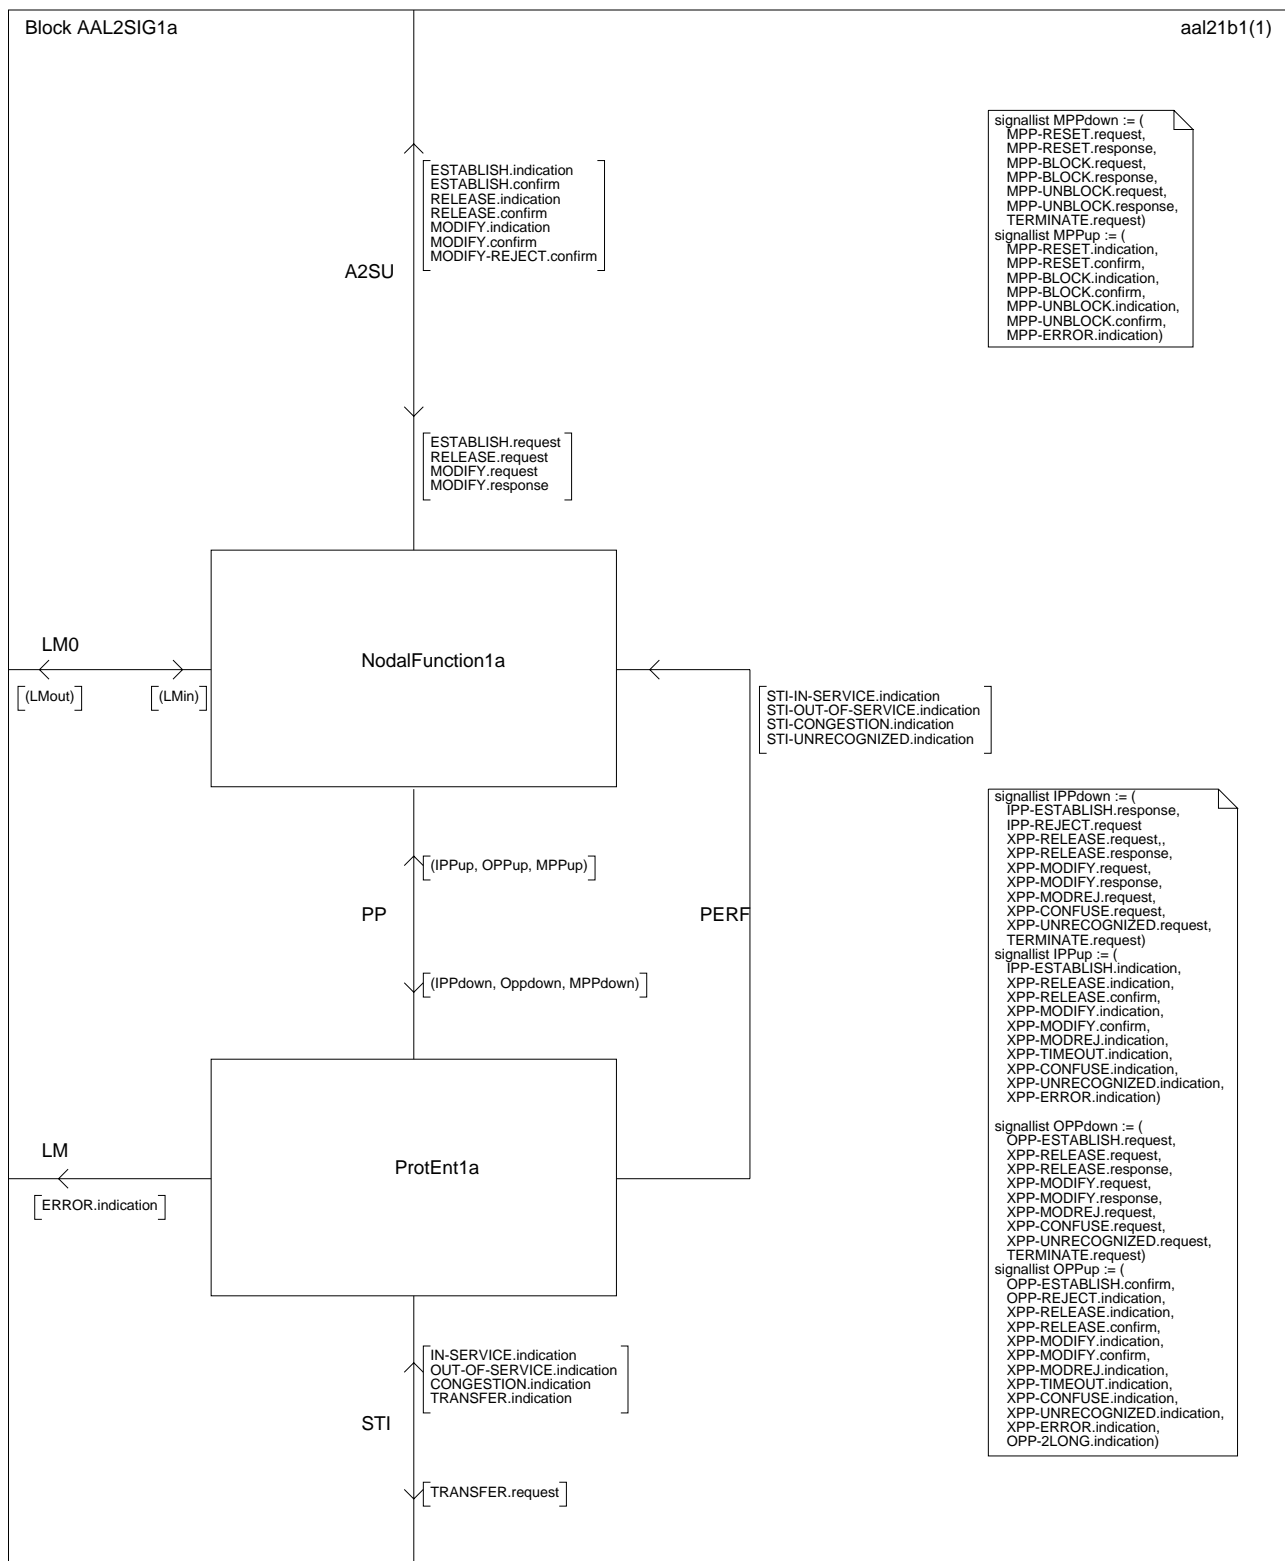 Block AAL2SIG1a
aal21b1(1)
signallist MPPdown := (
MPP-RESET.request,
MPP-RESET.response,
MPP-BLOCK.request,
MPP-BLOCK.response,
MPP-UNBLOCK.request,
MPP-UNBLOCK.response,
TERMINATE.request)
signallist MPPup := (
MPP-RESET.indication,
MPP-RESET.confirm,
MPP-BLOCK.indication,
MPP-BLOCK.confirm,
MPP-UNBLOCK.indication,
MPP-UNBLOCK.confirm,
MPP-ERROR.indication)
ESTABLISH.indication
ESTABLISH.confirm
RELEASE.indication
RELEASE.confirm
MODIFY.indication
MODIFY.confirm
MODIFY-REJECT.confirm
A2SU
ESTABLISH.request
RELEASE.request
MODIFY.request
MODIFY.response
LM0
NodalFunction1a
(LMout)
(LMin)
STI-IN-SERVICE.indication
STI-OUT-OF-SERVICE.indication
STI-CONGESTION.indication
STI-UNRECOGNIZED.indication
(IPPup, OPPup, MPPup)
PP
PERF
(IPPdown, Oppdown, MPPdown)
signallist IPPdown := (
IPP-ESTABLISH.response,
IPP-REJECT.request
XPP-RELEASE.request,,
XPP-RELEASE.response,
XPP-MODIFY.request,
XPP-MODIFY.response,
XPP-MODREJ.request,
XPP-CONFUSE.request,
XPP-UNRECOGNIZED.request,
TERMINATE.request)
signallist IPPup := (
IPP-ESTABLISH.indication,
XPP-RELEASE.indication,
XPP-RELEASE.confirm,
XPP-MODIFY.indication,
XPP-MODIFY.confirm,
XPP-MODREJ.indication,
XPP-TIMEOUT.indication,
XPP-CONFUSE.indication,
XPP-UNRECOGNIZED.indication,
XPP-ERROR.indication)
signallist OPPdown := (
OPP-ESTABLISH.request,
XPP-RELEASE.request,
XPP-RELEASE.response,
XPP-MODIFY.request,
XPP-MODIFY.response,
XPP-MODREJ.request,
XPP-CONFUSE.request,
XPP-UNRECOGNIZED.request,
TERMINATE.request)
signallist OPPup := (
OPP-ESTABLISH.confirm,
OPP-REJECT.indication,
XPP-RELEASE.indication,
XPP-RELEASE.confirm,
XPP-MODIFY.indication,
XPP-MODIFY.confirm,
XPP-MODREJ.indication,
XPP-TIMEOUT.indication,
XPP-CONFUSE.indication,
XPP-UNRECOGNIZED.indication,
XPP-ERROR.indication,
OPP-2LONG.indication)
LM
ProtEnt1a
ERROR.indication
IN-SERVICE.indication
OUT-OF-SERVICE.indication
CONGESTION.indication
TRANSFER.indication
STI
TRANSFER.request